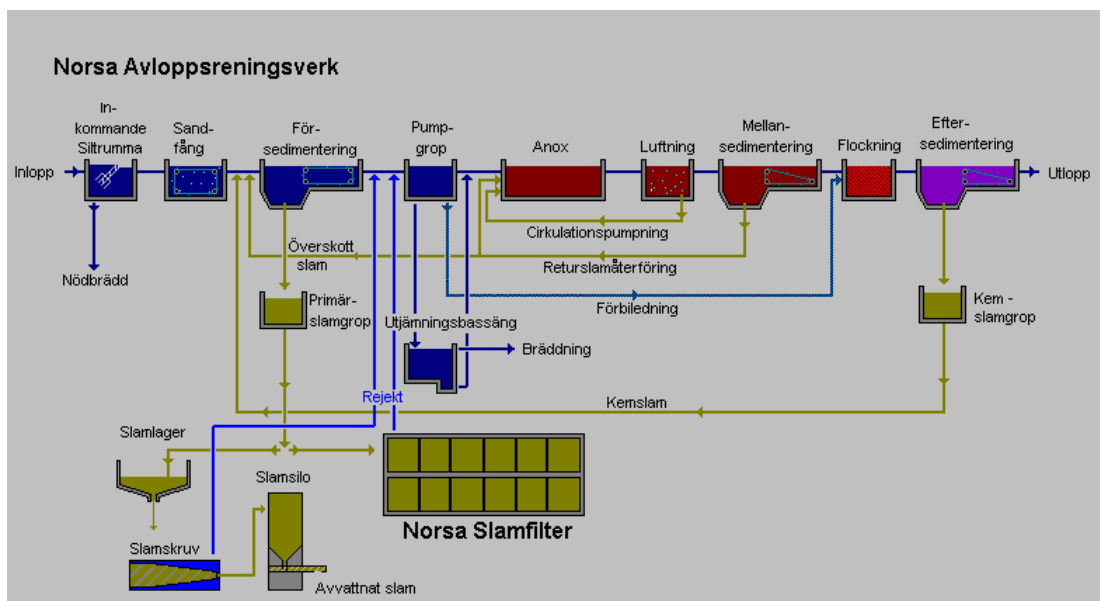 Norsa Avloppsreningsverk
In-
kommande
Siltrumma
Sand-
fång
För-
sedimentering
Pump-
grop
Anox
Luftning
Mellan-
sedimentering
Flockning
Efter-
sedimentering
Inlopp
Utlopp
Cirkulationspumpning
Överskott
slam
Returslamåterföring
Nödbrädd
Primär-
slamgrop
Utjämningsbassäng
Förbiledning
Kem -
slamgrop
Bräddning
Rejekt
Kemslam
Slamlager
Slamsilo
Norsa Slamfilter
Slamskruv
Avvattnat slam